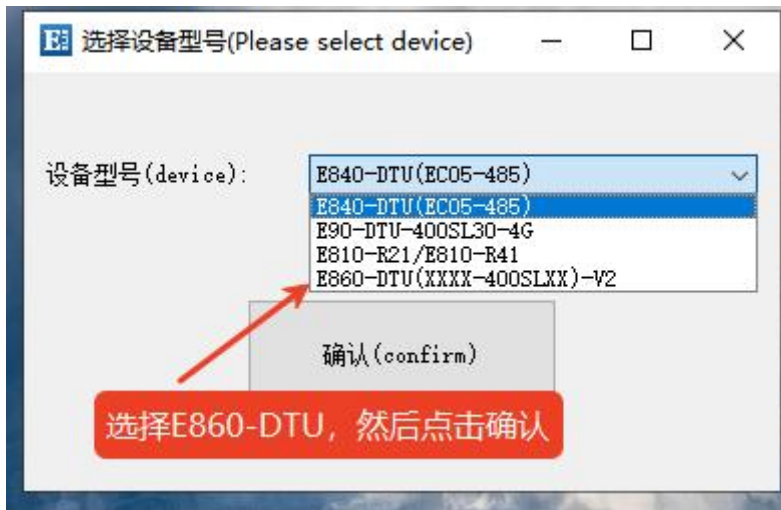 选择设备型号(Please select device)
设备型号(device):
E840-DTU(EC05-485)
E840-DTU(EC05-485)
E90-DTU-400SL30-4G
E810-R21/E810-R41
E860-DTU(XXXX-400SLXX)-V2
确认(confirm)
选择E860-DTU，然后点击确认